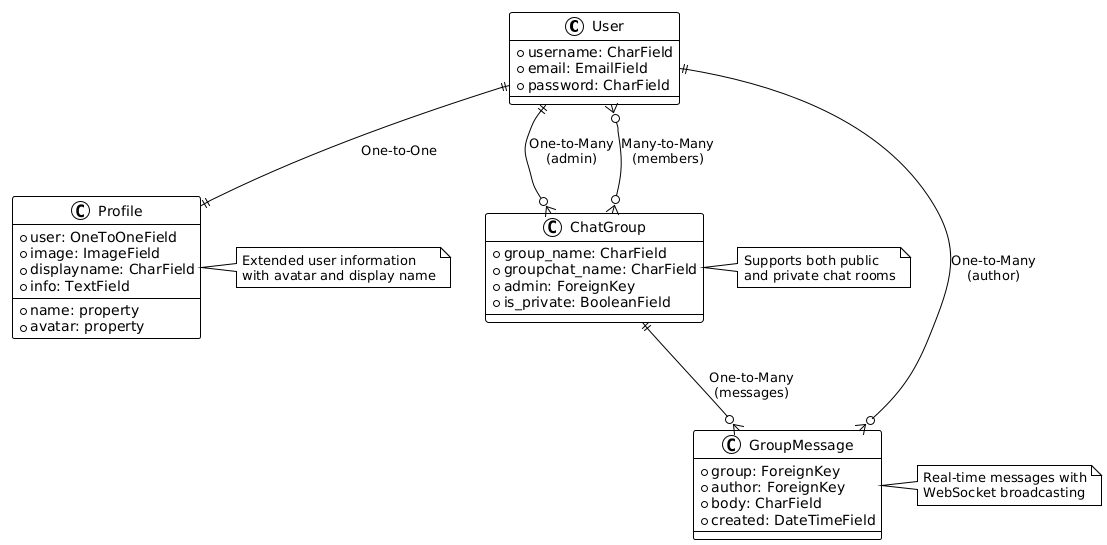 C User
username: CharField
email: EmailField
password: CharField
One-to-One
One-to-Many
(admin)
Many-to-Many
(members)
C Profile
user: OneToOneField
image: ImageField
displayname: CharField
info: TextField
name: property
avatar: property
Extended user information
with avatar and display name
C ChatGroup
group_name: CharField
groupchat_name: CharField
admin: ForeignKey
is_private: BooleanField
Supports both public
and private chat rooms
One-to-Many
(author)
One-to-Many
(messages)
C GroupMessage
group: ForeignKey
author: ForeignKey
body: CharField
created: DateTimeField
Real-time messages with
WebSocket broadcasting